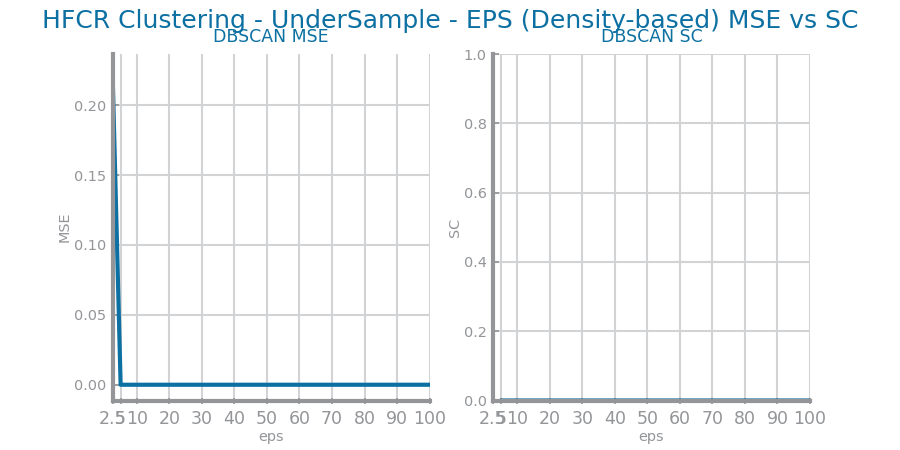 HFCR Clustering - UnderSample - EPS (Density-based) MSE vs SC
DBSCAN MSE
MSE
0.20
0.15
0.10
0.05
0.00
2.5 5 10 20 30 40 50 60 70 80 90 100
eps
DBSCAN SC
SC
1.0
0.8
0.6
0.4
0.2
0.0
2.5 5 10 20 30 40 50 60 70 80 90 100
eps